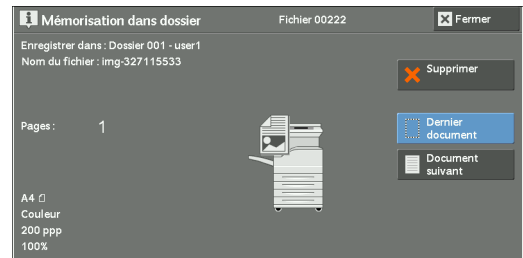 Mémorisation dans dossier
Fichier 00222
Fermer
Enregistrer dans : Dossier 001 - user1
Nom du fichier : img-327115533
Supprimer
Pages : 1
Dernier
document
Document
suivant
A4
Couleur
200 ppp
100%